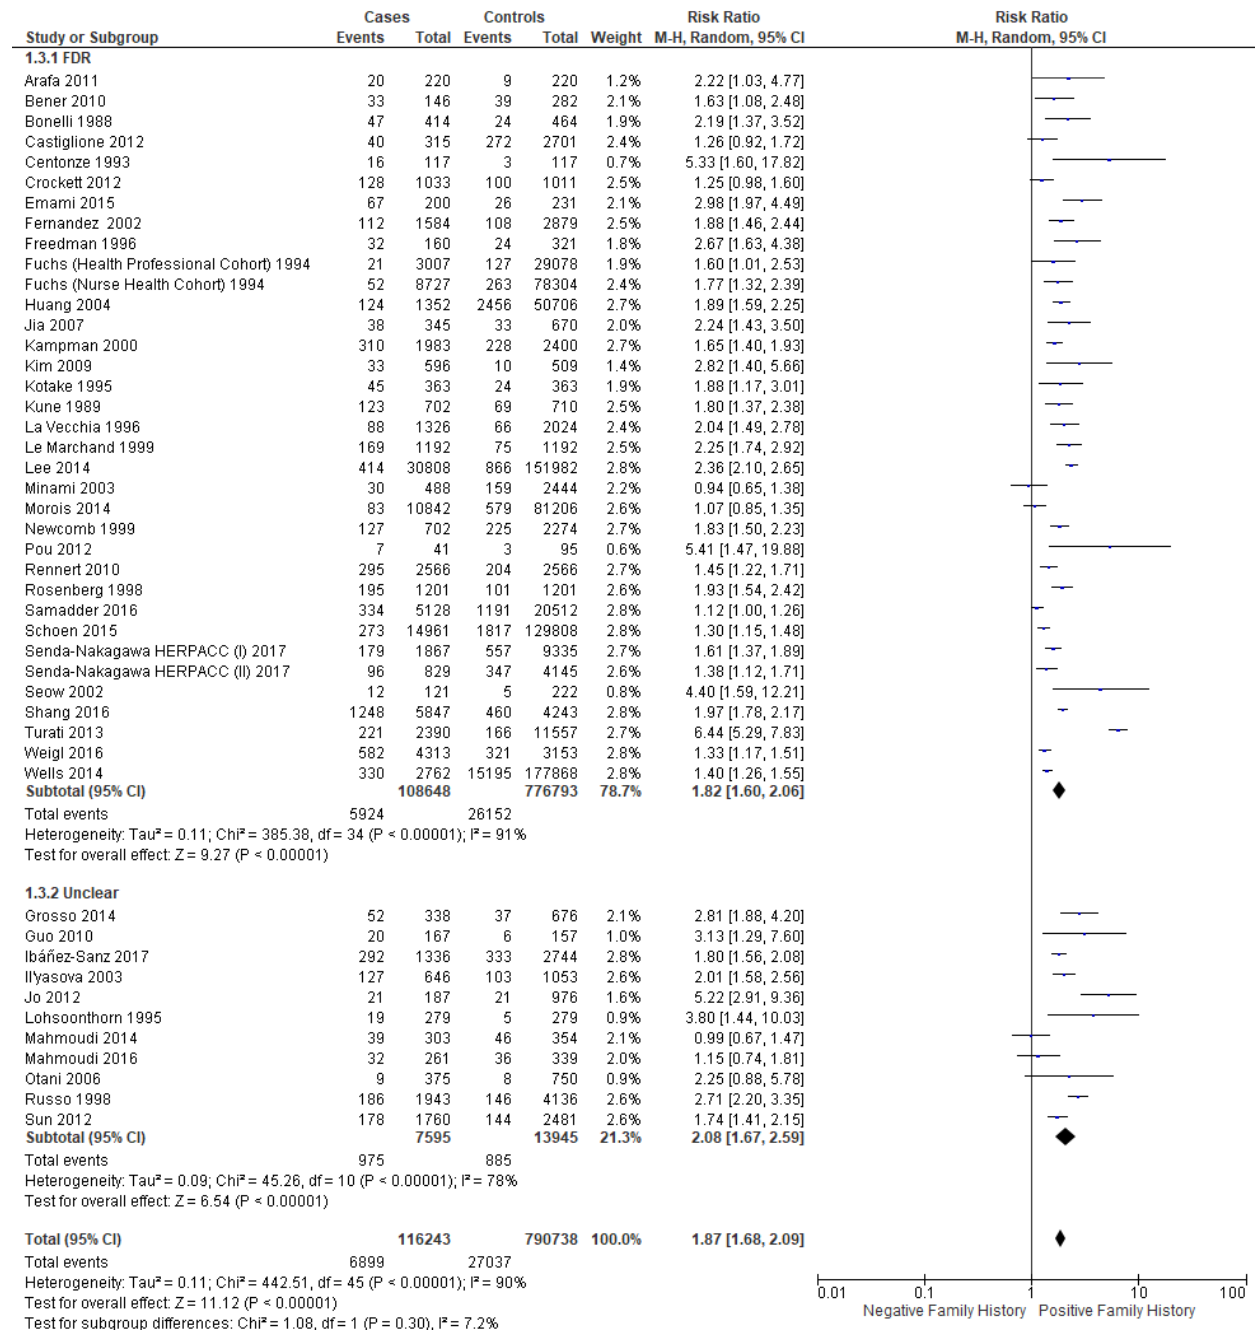 Cases Controls Risk Ratio Risk Ratio
Study or Subgroup Events Total Events Total Weight M-H, Random, 95% CI M-H, Random, 95% CI
1.3.1 FDR
Arafa 2011 20 220 9 220 1.2% 2.22 [1.03, 4.77]
Bener 2010 33 146 39 282 2.1% 1.63 [1.08, 2.48]
Bonelli 1988 47 414 24 464 1.9% 2.19 [1.37, 3.52]
Castiglione 2012 40 315 272 2701 2.4% 1.26 [0.92, 1.72]
Centonze 1993 16 117 3 117 0.7% 5.33 [1.60, 17.82]
Crockett 2012 128 1033 100 1011 2.5% 1.25 [0.98, 1.60]
Emami 2015 67 200 26 231 2.1% 2.98 [1.97, 4.49]
Fernandez 2002 112 1584 108 2879 2.5% 1.88 [1.46, 2.44]
Freedman 1996 32 160 24 321 1.8% 2.67 [1.63, 4.38]
Fuchs (Health Professional Cohort) 1994 21 3007 127 29078 1.9% 1.60 [1.01, 2.53]
Fuchs (Nurse Health Cohort) 1994 52 8727 263 78304 2.4% 1.77 [1.32, 2.39]
Huang 2004 124 1352 2456 50706 2.7% 1.89 [1.59, 2.25]
Jia 2007 38 345 33 670 2.0% 2.24 [1.43, 3.50]
Kampman 2000 310 1983 228 2400 2.7% 1.65 [1.40, 1.93]
Kim 2009 33 596 10 509 1.4% 2.82 [1.40, 5.66]
Kotake 1995 45 363 24 363 1.9% 1.88 [1.17, 3.01]
Kune 1989 123 702 69 710 2.5% 1.80 [1.37, 2.38]
La Vecchia 1996 88 1326 66 2024 2.4% 2.04 [1.49, 2.78]
Le Marchand 1999 169 1192 75 1192 2.5% 2.25 [1.74, 2.92]
Lee 2014 414 30808 866 151982 2.8% 2.36 [2.10, 2.65]
Minami 2003 30 488 159 2444 2.2% 0.94 [0.65, 1.38]
Morois 2014 83 10842 579 81206 2.6% 1.07 [0.85, 1.35]
Newcomb 1999 127 702 225 2274 2.7% 1.83 [1.50, 2.23]
Pou 2012 7 41 3 95 0.6% 5.41 [1.47, 19.88]
Rennert 2010 295 2566 204 2566 2.7% 1.45 [1.22, 1.71]
Rosenberg 1998 195 1201 101 1201 2.6% 1.93 [1.54, 2.42]
Samadder 2016 334 5128 1191 20512 2.8% 1.12 [1.00, 1.26]
Schoen 2015 273 14961 1817 129808 2.8% 1.30 [1.15, 1.48]
Senda-Nakagawa HERPACC (I) 2017 179 1867 557 9335 2.7% 1.61 [1.37, 1.89]
Senda-Nakagawa HERPACC (II) 2017 96 829 347 4145 2.6% 1.38 [1.12, 1.71]
Seow 2002 12 121 5 222 0.8% 4.40 [1.59, 12.21]
Shang 2016 1248 5847 460 4243 2.8% 1.97 [1.78, 2.17]
Turati 2013 221 2390 166 11557 2.7% 6.44 [5.29, 7.83]
Weigl 2016 582 4313 321 3153 2.8% 1.33 [1.17, 1.51]
Wells 2014 330 2762 15195 177868 2.8% 1.40 [1.26, 1.55]
Subtotal (95% CI) 108648 776793 78.7% 1.82 [1.60, 2.06]
Total events 5924 26152
Heterogeneity: Tau² = 0.11; Chi² = 385.38, df = 34 (P < 0.00001); I² = 91%
Test for overall effect: Z = 9.27 (P < 0.00001)
1.3.2 Unclear
Grosso 2014 52 338 37 676 2.1% 2.81 [1.88, 4.20]
Guo 2010 20 167 6 157 1.0% 3.13 [1.29, 7.60]
Ibáñez-Sanz 2017 292 1336 333 2744 2.8% 1.80 [1.56, 2.08]
Il'yasova 2003 127 646 103 1053 2.6% 2.01 [1.58, 2.56]
Jo 2012 21 187 21 976 1.6% 5.22 [2.91, 9.36]
Lohsoonthorn 1995 19 279 5 279 0.9% 3.80 [1.44, 10.03]
Mahmoudi 2014 39 303 46 354 2.1% 0.99 [0.67, 1.47]
Mahmoudi 2016 32 261 36 339 2.0% 1.15 [0.74, 1.81]
Otani 2006 9 375 8 750 0.9% 2.25 [0.88, 5.78]
Russo 1998 186 1943 146 4136 2.6% 2.71 [2.20, 3.35]
Sun 2012 178 1760 144 2481 2.6% 1.74 [1.41, 2.15]
Subtotal (95% CI) 7595 13945 21.3% 2.08 [1.67, 2.59]
Total events 975 885
Heterogeneity: Tau² = 0.09; Chi² = 45.26, df = 10 (P < 0.00001); I² = 78%
Test for overall effect: Z = 6.54 (P < 0.00001)
Total (95% CI) 116243 790738 100.0% 1.87 [1.68, 2.09]
Total events 6899 27037
Heterogeneity: Tau² = 0.11; Chi² = 442.51, df = 45 (P < 0.00001); I² = 90%
Test for overall effect: Z = 11.12 (P < 0.00001)
Test for subgroup differences: Chi² = 1.08, df = 1 (P = 0.30), I² = 7.2%
0.01 0.1 1 10 100
Negative Family History Positive Family History